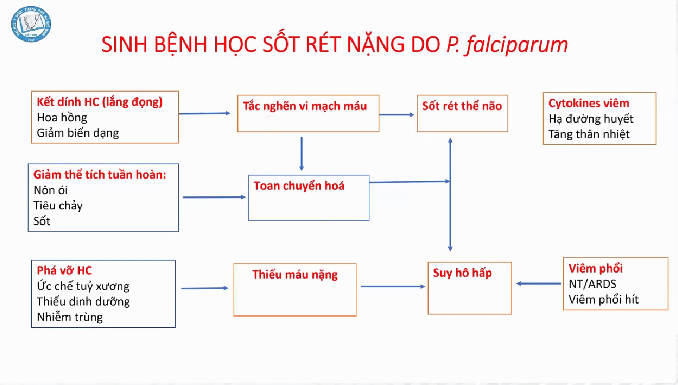 SINH BỆNH HỌC SỐT RÉT NẶNG DO P. falciparum
Kết dính HC (lắng đọng)
Hoa hồng
Giảm biến dạng
Tắc nghẽn vi mạch máu
Sốt rét thể não
Cytokines viêm
Hạ đường huyết
Tăng thân nhiệt
Giảm thể tích tuần hoàn:
Nôn ói
Tiêu chảy
Sốt
Toan chuyển hoá
Phá vỡ HC
Ức chế tuỷ xương
Thiếu dinh dưỡng
Nhiễm trùng
Thiếu máu nặng
Suy hô hấp
Viêm phổi
NT/ARDS
Viêm phổi hít